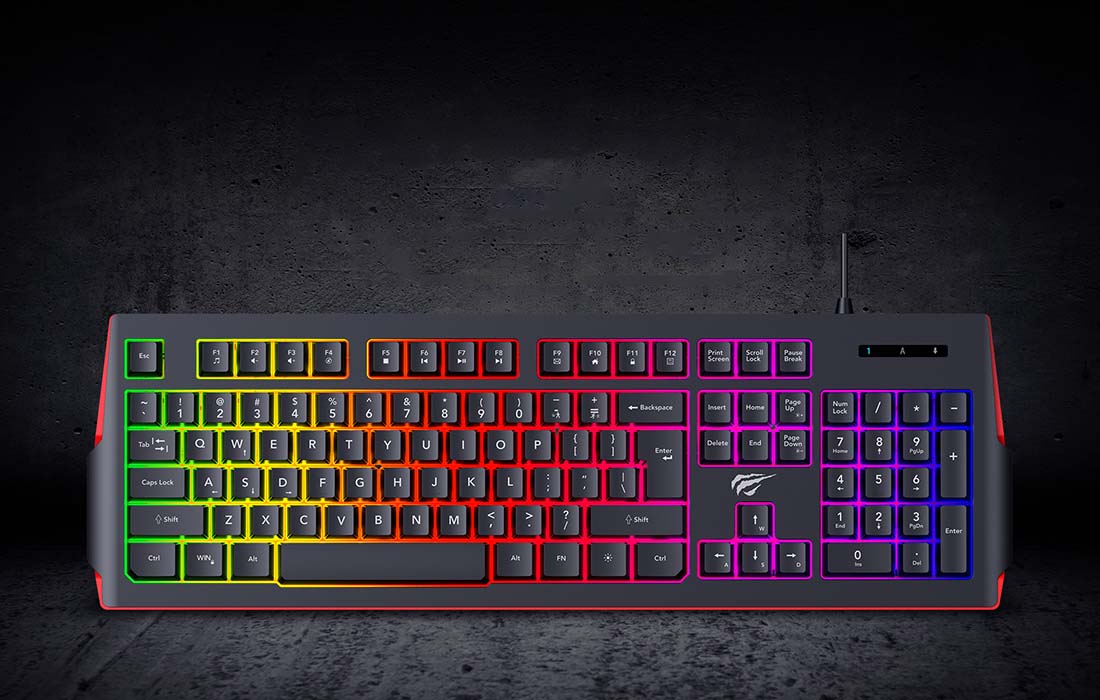 Esc F1 F2 F3 F4 F5 F6 F7 F8 F9 F10 F11 F12 Print Screen Scroll Lock Pause Break 1 A
~ ` ! 1 @ 2 # 3 $ 4 % 5 ^ 6 & 7 * 8 ( 9 ) 0 + = Backspace Insert Home Page Up Num Lock / * -
Tab Q W E R T Y U I O P { [ } ] Enter Delete End Page Down 7 Home 8 9 PgUp +
Caps Lock A S D F G H J K L : ; | \ 4 5 6
Shift Z X C V B N M < , > . ? / Shift W 1 End 2 3 PgDn Enter
Ctrl WIN Alt Alt FN Ctrl A S D 0 Ins . Del